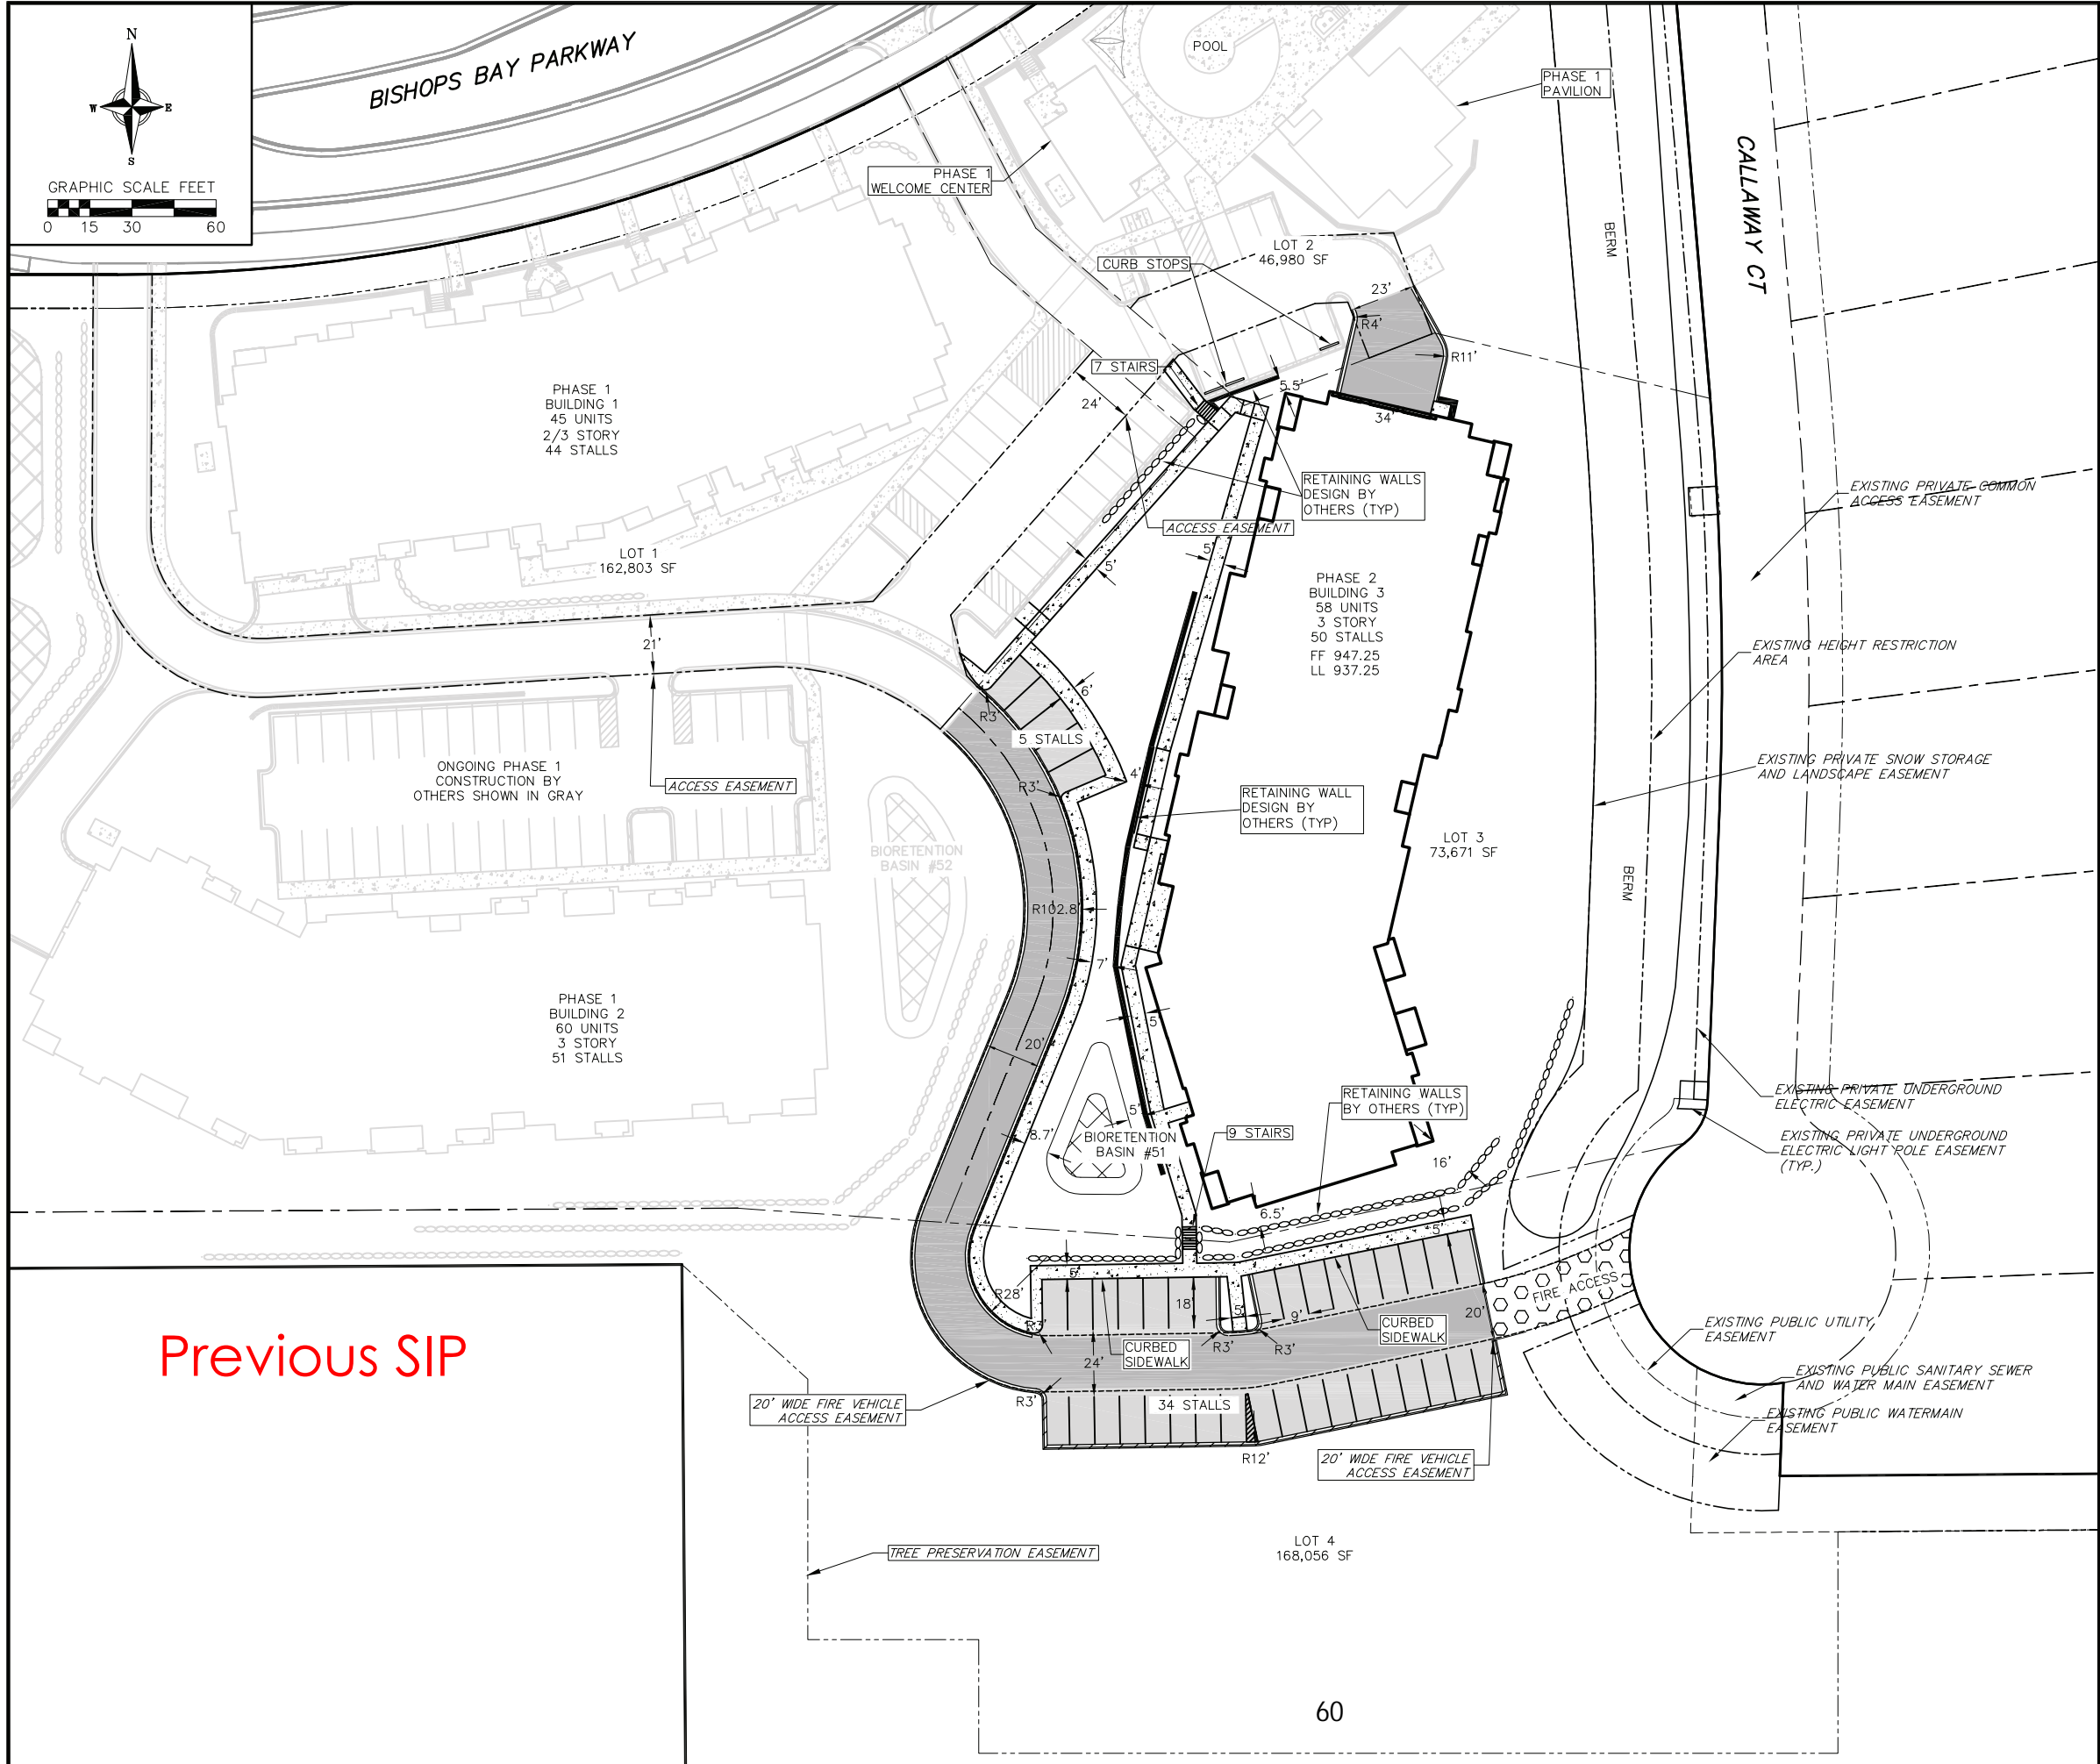 N
W
E
S
GRAPHIC SCALE FEET
0 15 30 60
BISHOPS BAY PARKWAY
POOL
PHASE 1
PAVILION
PHASE 1
WELCOME CENTER
CALLAWAY CT
BERM
LOT 2
46,980 SF
CURB STOPS
23'
R4'
R11'
7 STAIRS
24'
5.5'
34'
PHASE 1
BUILDING 1
45 UNITS
2/3 STORY
44 STALLS
RETAINING WALLS
DESIGN BY
OTHERS (TYP)
ACCESS EASEMENT
EXISTING PRIVATE COMMON
ACCESS EASEMENT
LOT 1
162,803 SF
5'
5'
PHASE 2
BUILDING 3
58 UNITS
3 STORY
50 STALLS
FF 947.25
LL 937.25
21'
EXISTING HEIGHT RESTRICTION
AREA
6'
R3'
5 STALLS
ONGOING PHASE 1
CONSTRUCTION BY
OTHERS SHOWN IN GRAY
ACCESS EASEMENT
R3'
4'
EXISTING PRIVATE SNOW STORAGE
AND LANDSCAPE EASEMENT
RETAINING WALL
DESIGN BY
OTHERS (TYP)
LOT 3
73,671 SF
BIORETENTION
BASIN #52
BERM
R102.8'
7'
PHASE 1
BUILDING 2
60 UNITS
3 STORY
51 STALLS
5'
20'
RETAINING WALLS
BY OTHERS (TYP)
EXISTING PRIVATE UNDERGROUND
ELECTRIC EASEMENT
5'
8.7'
BIORETENTION
BASIN #51
9 STAIRS
16'
EXISTING PRIVATE UNDERGROUND
ELECTRIC LIGHT POLE EASEMENT
(TYP.)
6.5'
5'
5'
R28'
18'
FIRE ACCESS
5'
9'
20'
R3'
CURBED
SIDEWALK
R3'
R3'
CURBED
SIDEWALK
24'
EXISTING PUBLIC UTILITY
EASEMENT
Previous SIP
EXISTING PUBLIC SANITARY SEWER
AND WATER MAIN EASEMENT
20' WIDE FIRE VEHICLE
ACCESS EASEMENT
R3'
34 STALLS
EXISTING PUBLIC WATERMAIN
EASEMENT
R12'
20' WIDE FIRE VEHICLE
ACCESS EASEMENT
TREE PRESERVATION EASEMENT
LOT 4
168,056 SF
60